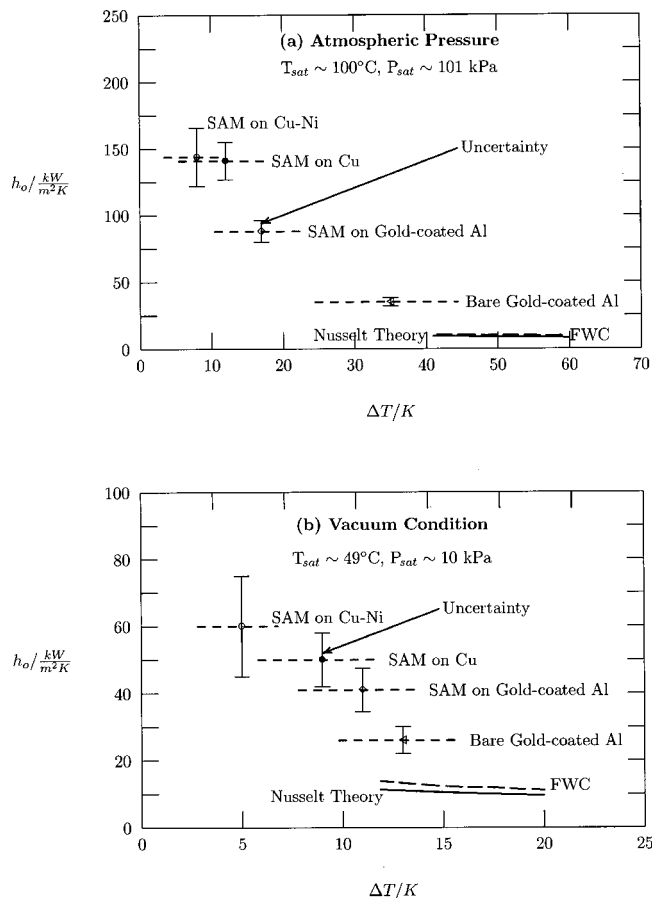 250
(a) Atmospheric Pressure
T_sat ∼ 100°C, P_sat ∼ 101 kPa
200
SAM on Cu-Ni
150
Uncertainty
SAM on Cu
h_o/ kW/m²K
100
SAM on Gold-coated Al
50
Bare Gold-coated Al
Nusselt Theory FWC
0
0 10 20 30 40 50 60 70
ΔT/K
100
(b) Vacuum Condition
T_sat ∼ 49°C, P_sat ∼ 10 kPa
80
Uncertainty
SAM on Cu-Ni
60
SAM on Cu
h_o/ kW/m²K
40
SAM on Gold-coated Al
Bare Gold-coated Al
20
FWC
Nusselt Theory
0
0 5 10 15 20 25
ΔT/K